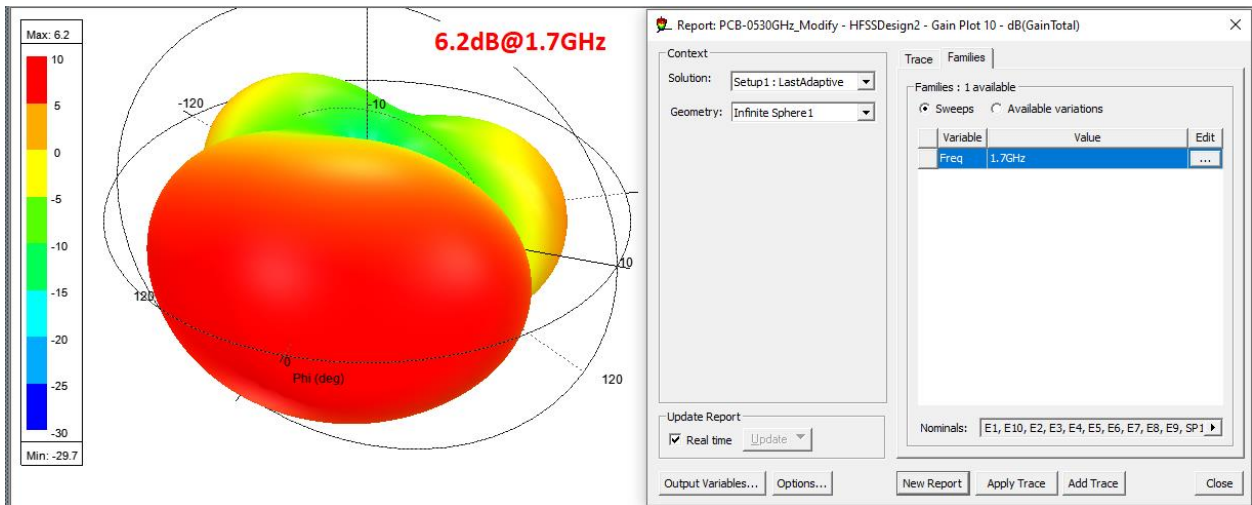 Max: 6.2
10
5
0
-5
-10
-15
-20
-25
-30
Min: -29.7
6.2dB@1.7GHz
-120
-10
10
120
0
Phi (deg)
120
Report: PCB-0530GHz_Modify - HFSSDesign2 - Gain Plot 10 - dB(GainTotal)
Context
Solution: Setup1 : LastAdaptive
Geometry: Infinite Sphere1
Update Report
Real time Update
Trace Families
Families : 1 available
Sweeps Available variations
Variable Value Edit
Freq 1.7GHz ...
Nominals: E1, E10, E2, E3, E4, E5, E6, E7, E8, E9, SP1
Output Variables... Options... New Report Apply Trace Add Trace Close